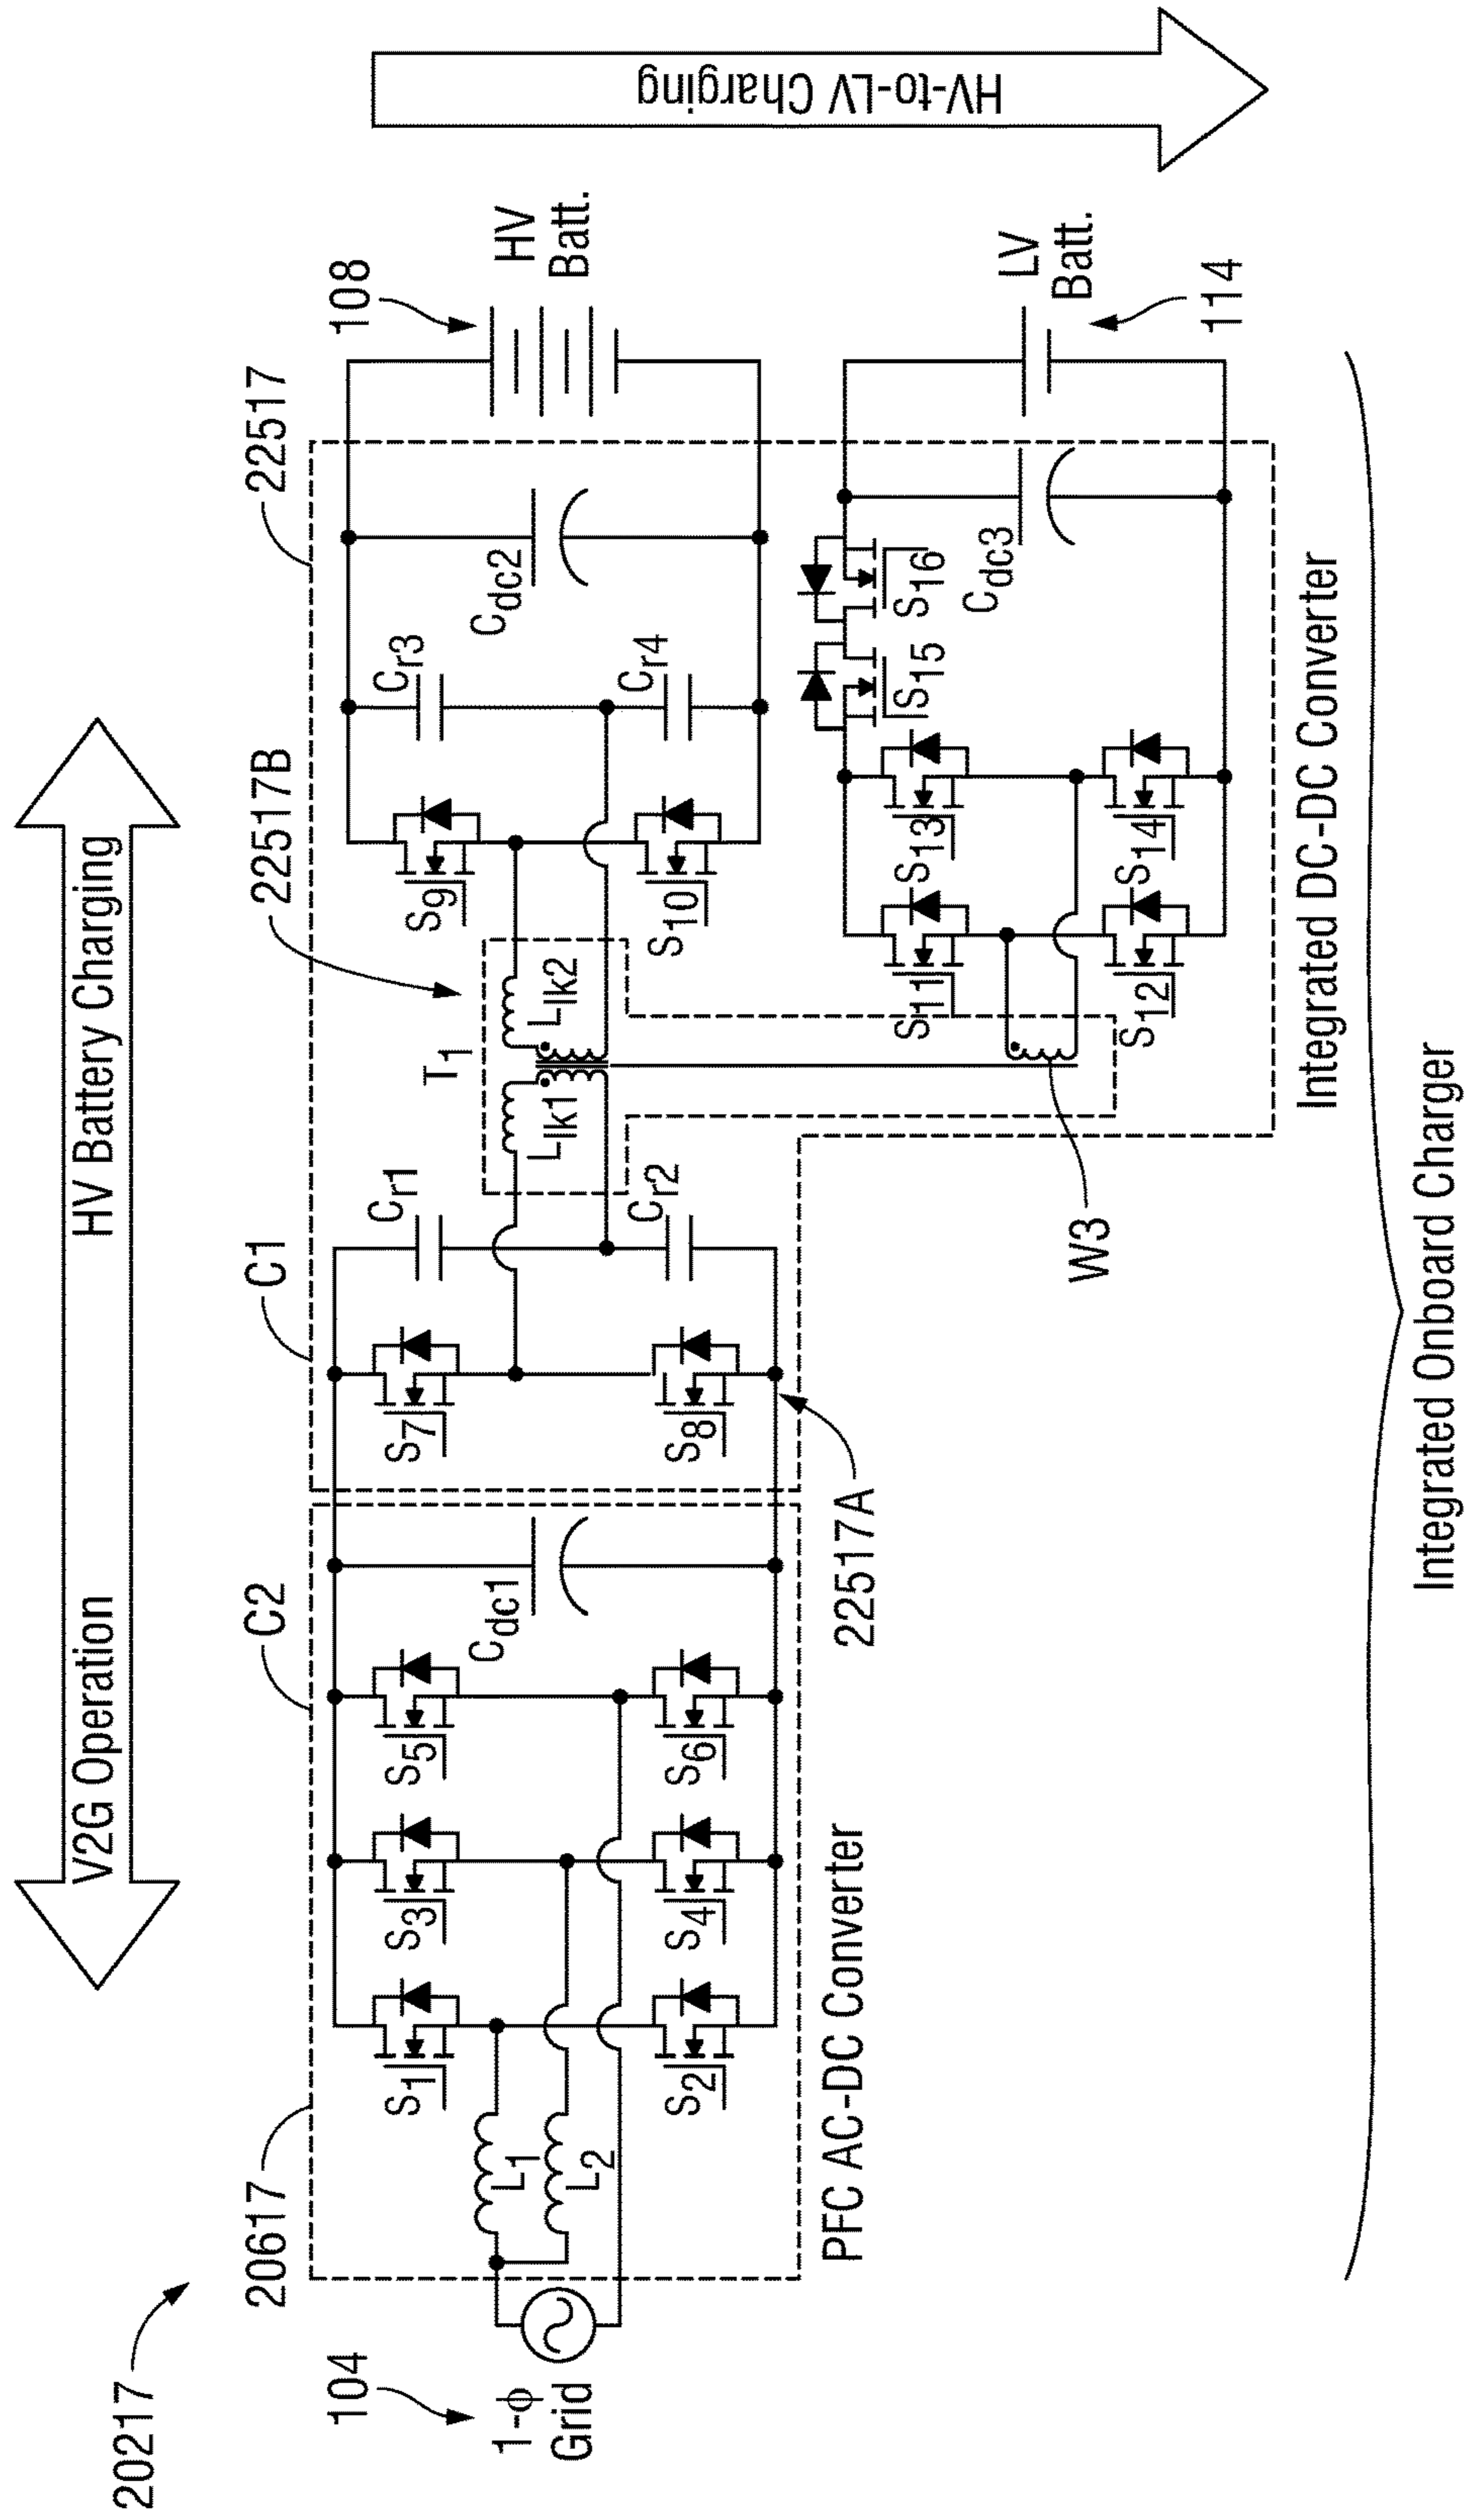 20217
V2G Operation
HV Battery Charging
HV-to-LV Charging
104
1-ϕ
Grid
20617
C2
C1
22517B
22517
108
HV
Batt.
L1
L2
S1
S2
S3
S4
S5
S6
Cdc1
S7
S8
Cr1
Cr2
22517A
T1
Llk1
Llk2
W3
S9
S10
Cr3
Cr4
Cdc2
S11
S12
S13
S14
S15
S16
Cdc3
LV
Batt.
114
PFC AC-DC Converter
Integrated DC-DC Converter
Integrated Onboard Charger